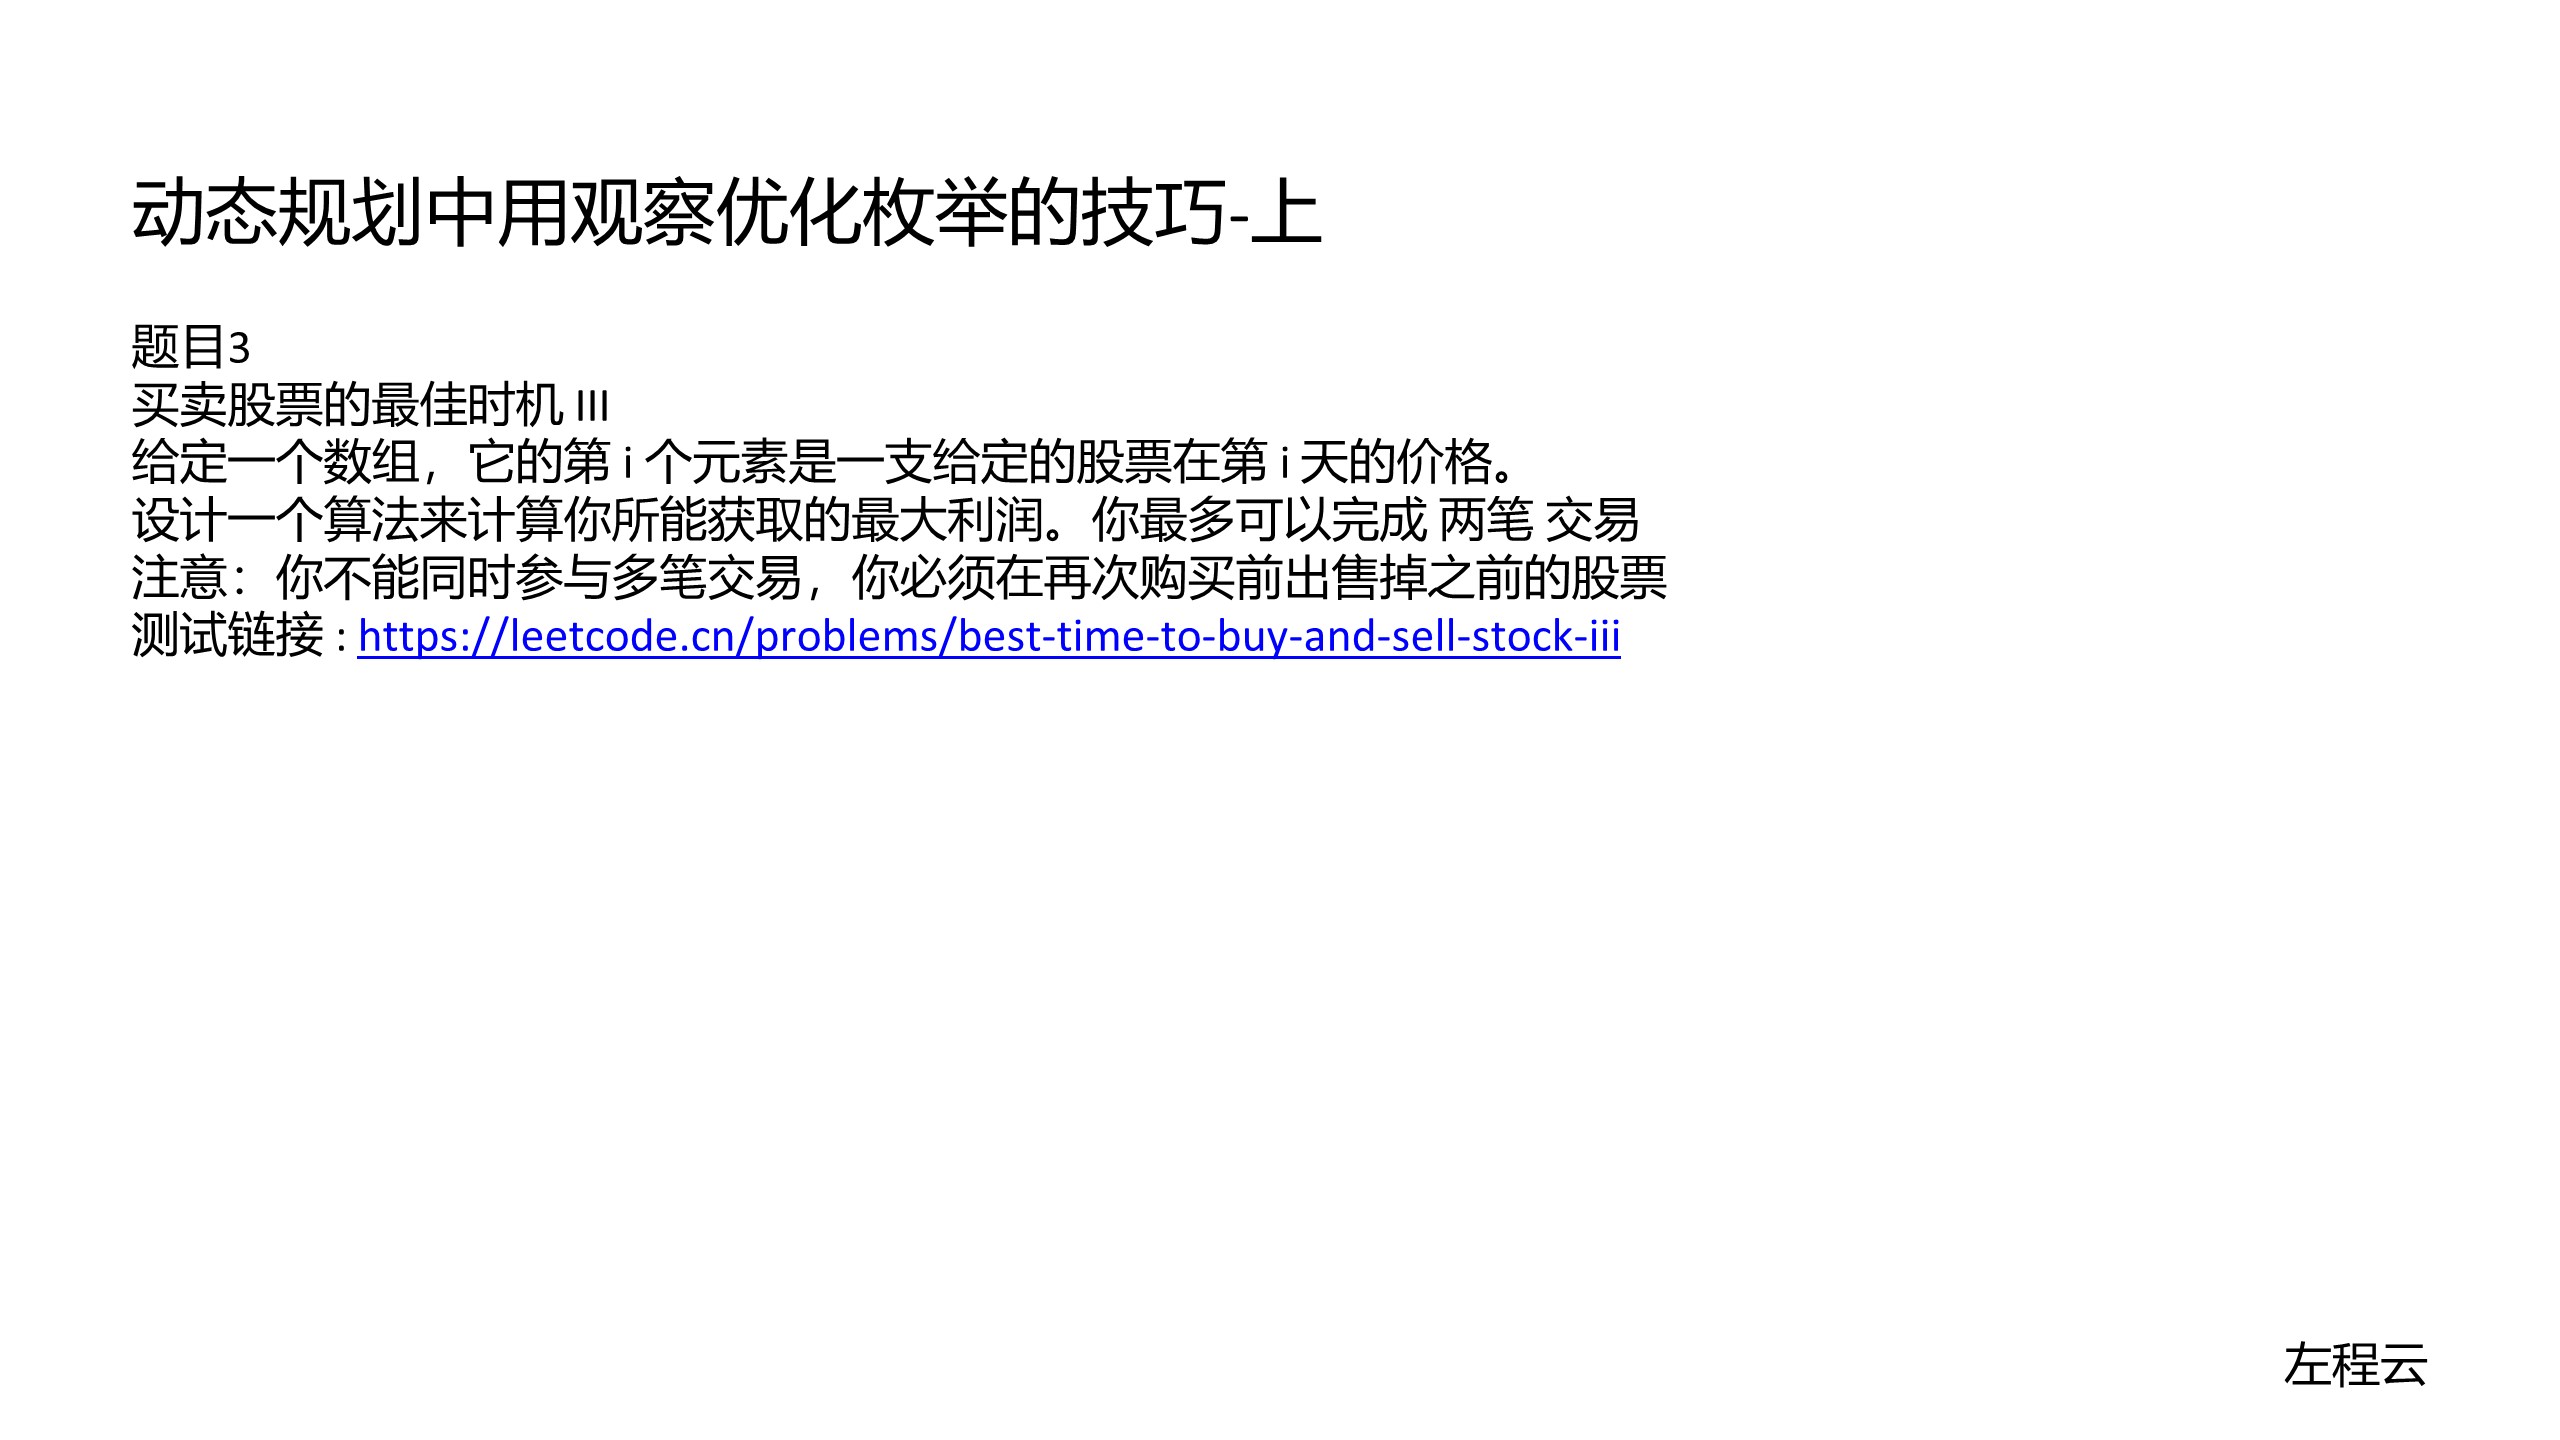 动态规划中用观察优化枚举的技巧-上
题目3
买卖股票的最佳时机 III
给定一个数组，它的第 i 个元素是一支给定的股票在第 i 天的价格。
设计一个算法来计算你所能获取的最大利润。你最多可以完成 两笔 交易
注意：你不能同时参与多笔交易，你必须在再次购买前出售掉之前的股票
测试链接 : https://leetcode.cn/problems/best-time-to-buy-and-sell-stock-iii
左程云